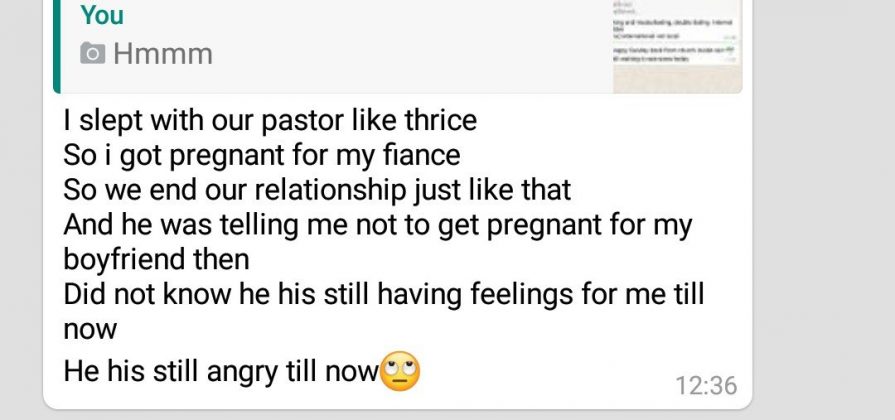 You
Hmmm
I slept with our pastor like thrice
So i got pregnant for my fiance
So we end our relationship just like that
And he was telling me not to get pregnant for my
boyfriend then
Did not know he his still having feelings for me till
now
He his still angry till now🙄
12:36